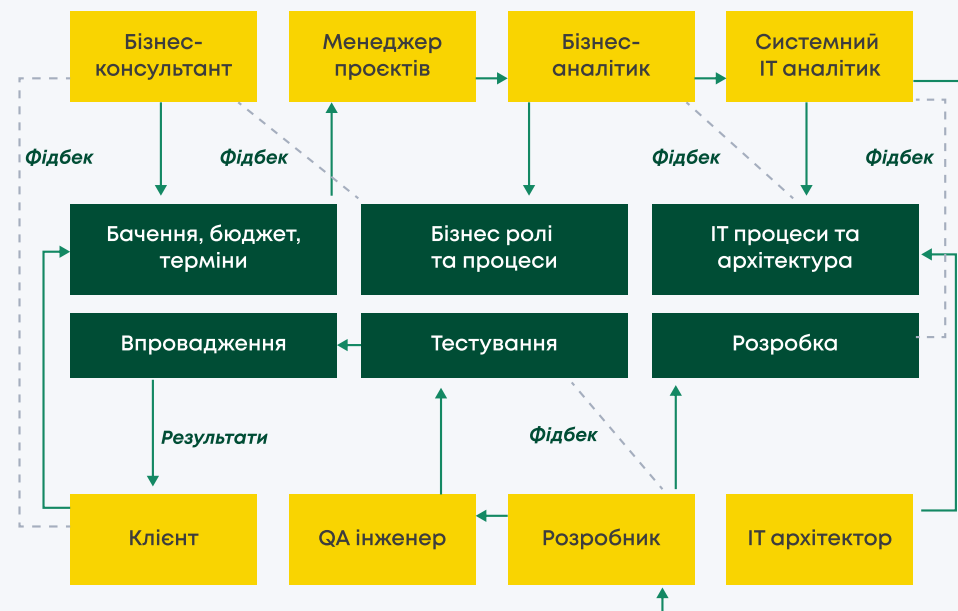 Бізнес-
консультант
Менеджер
проєктів
Бізнес-
аналітик
Системний
ІТ аналітик
Фідбек
Фідбек
Фідбек
Фідбек
Бачення, бюджет,
терміни
Бізнес ролі
та процеси
ІТ процеси та
архітектура
Впровадження
Тестування
Розробка
Результати
Фідбек
Клієнт
QA інженер
Розробник
ІТ архітектор